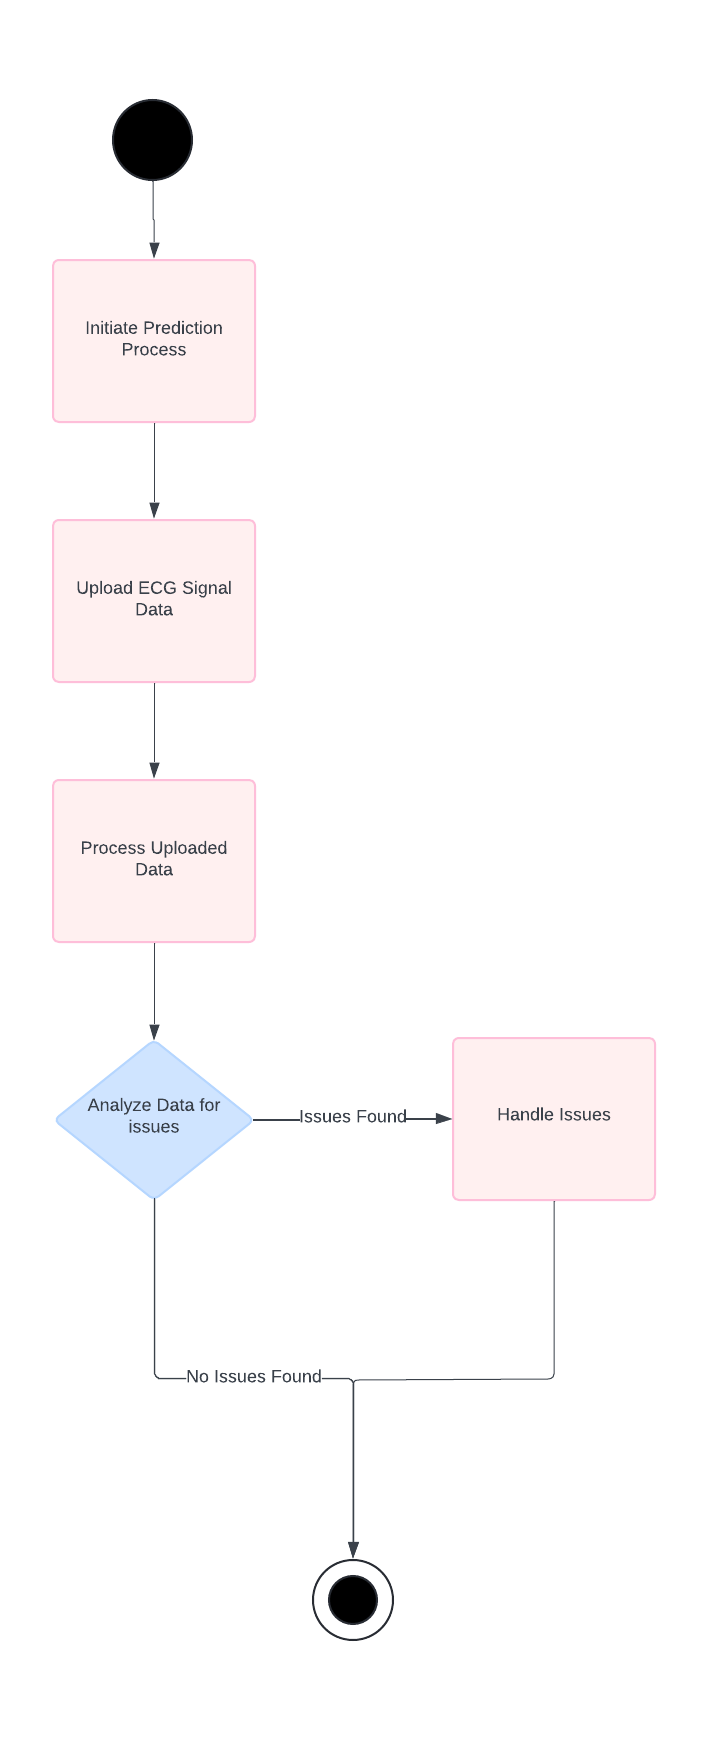 Initiate Prediction
Process
Upload ECG Signal
Data
Process Uploaded
Data
Analyze Data for
issues
Issues Found
Handle Issues
No Issues Found